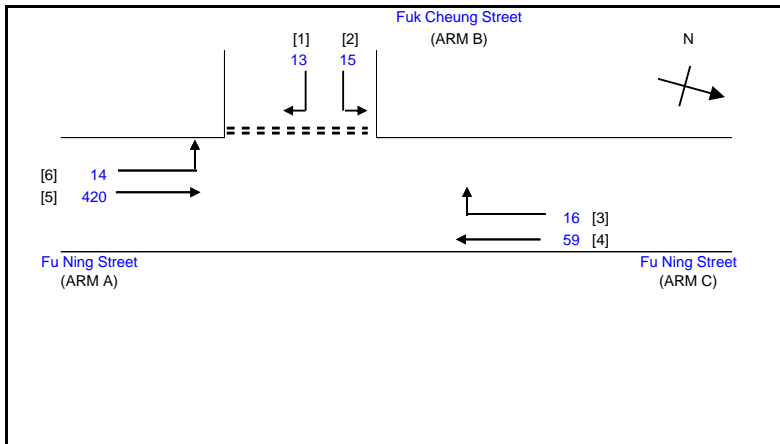 Fuk Cheung Street
[1] [2] (ARM B) N
13 15
[6] 14
[5] 420
16 [3]
59 [4]
Fu Ning Street Fu Ning Street
(ARM A) (ARM C)